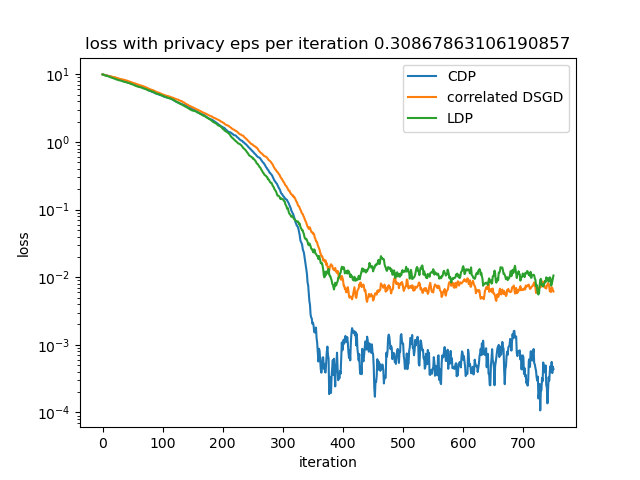 loss with privacy eps per iteration 0.30867863106190857
CDP
correlated DSGD
LDP
loss
10¹
10⁰
10⁻¹
10⁻²
10⁻³
10⁻⁴
0 100 200 300 400 500 600 700
iteration